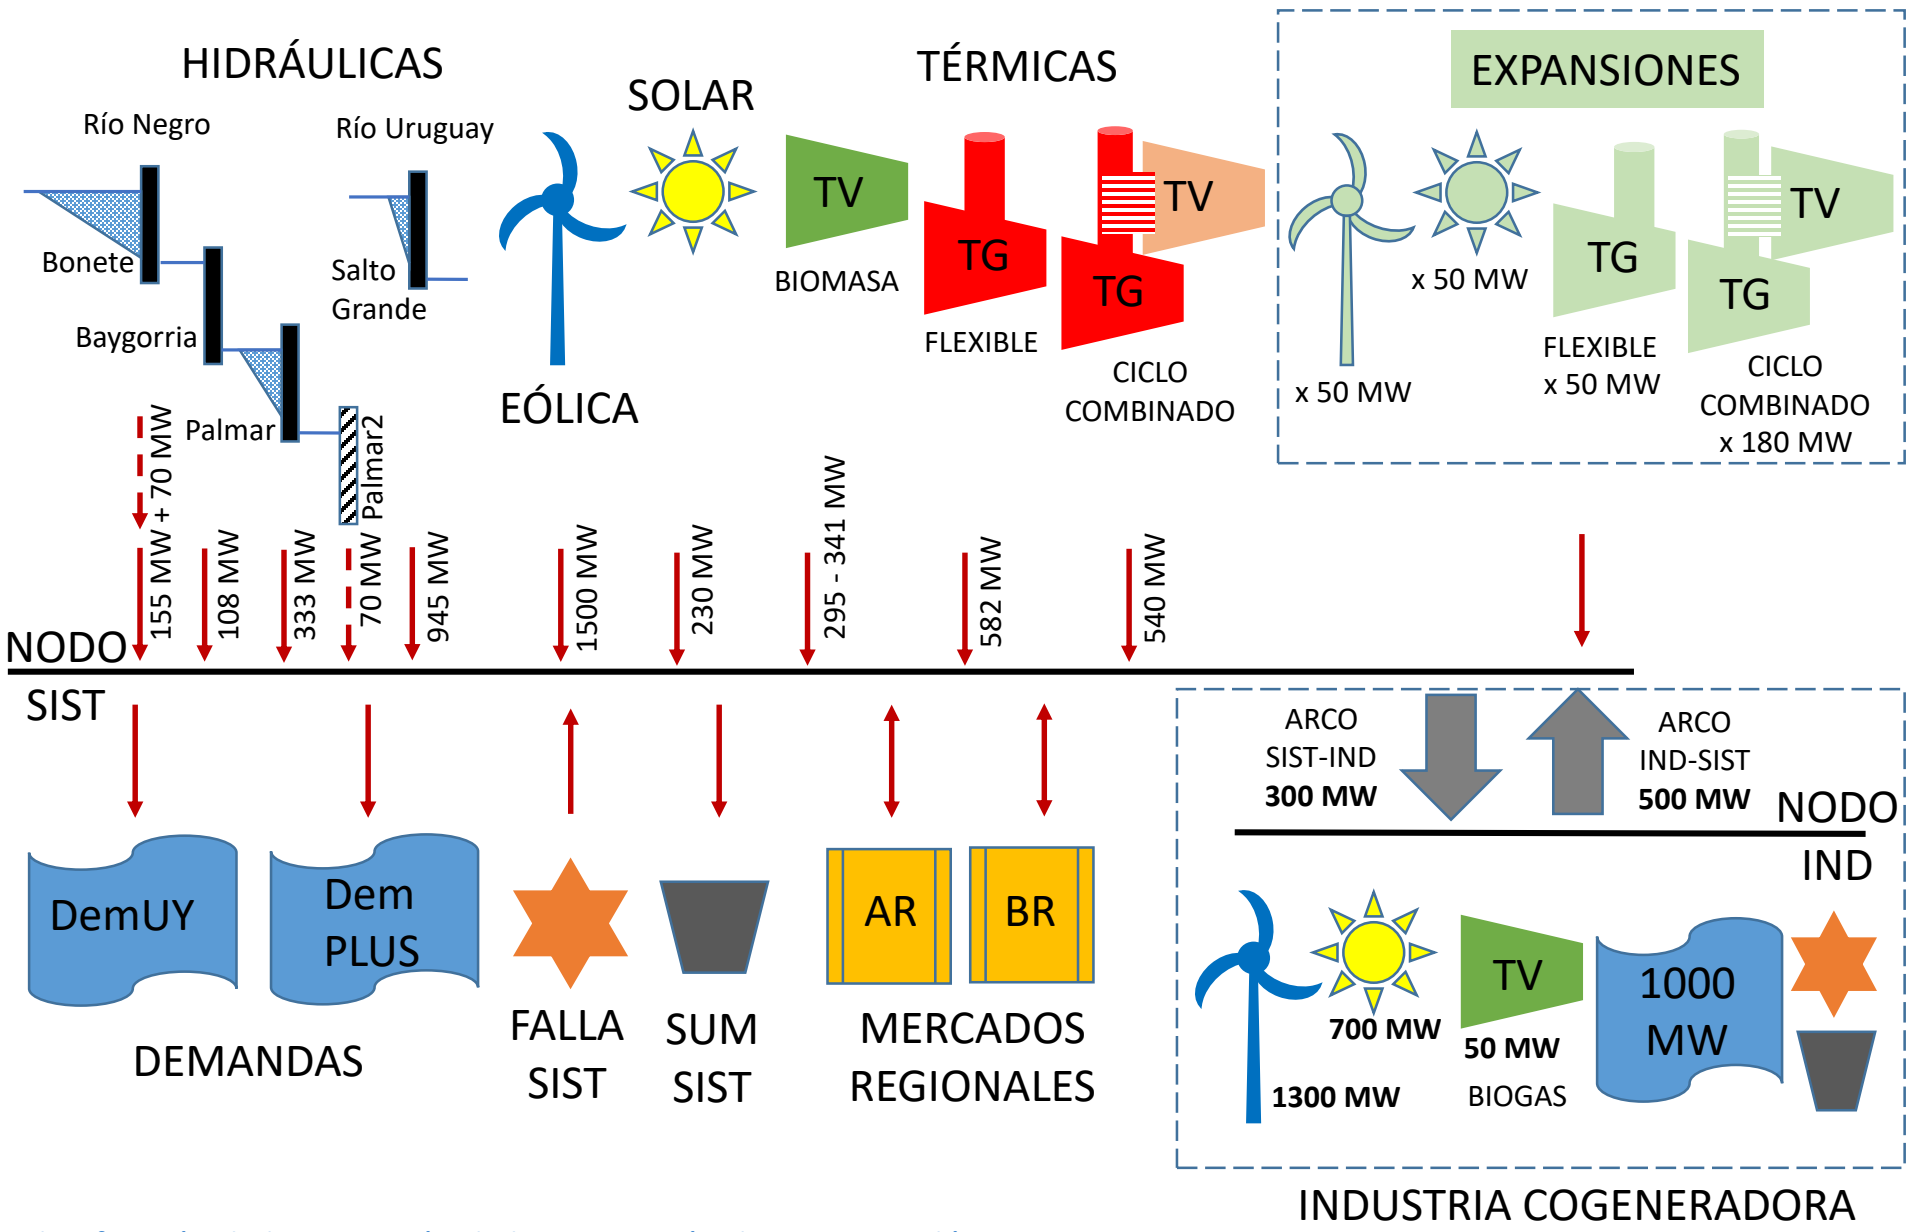 HIDRÁULICAS
Río Negro
Río Uruguay
Bonete
Baygorria
Palmar
Palmar2
Salto
Grande
SOLAR
EÓLICA
TÉRMICAS
TV
BIOMASA
TG
FLEXIBLE
TV
TG
CICLO
COMBINADO
EXPANSIONES
x 50 MW
x 50 MW
TG
FLEXIBLE
x 50 MW
TV
TG
CICLO
COMBINADO
x 180 MW
155 MW + 70 MW
108 MW
333 MW
70 MW
945 MW
1500 MW
230 MW
295 - 341 MW
582 MW
540 MW
NODO
SIST
DemUY
Dem
PLUS
DEMANDAS
FALLA
SIST
SUM
SIST
AR
BR
MERCADOS
REGIONALES
ARCO
SIST-IND
300 MW
ARCO
IND-SIST
500 MW
NODO
IND
1300 MW
700 MW
TV
50 MW
BIOGAS
1000
MW
INDUSTRIA COGENERADORA